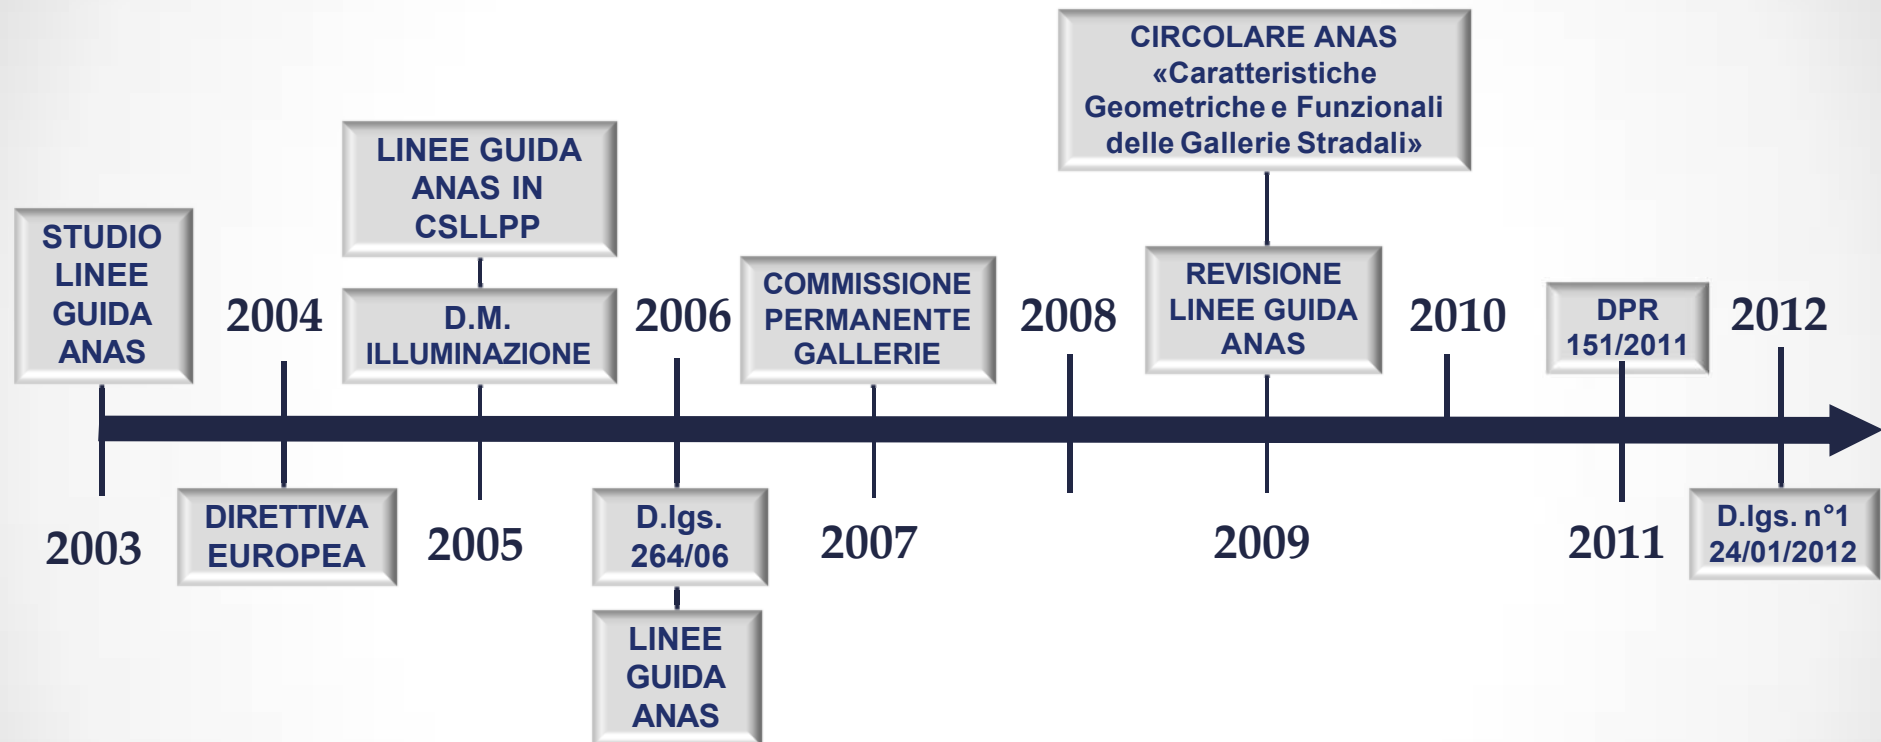 STUDIO
LINEE
GUIDA
ANAS
2003
2004
DIRETTIVA
EUROPEA
LINEE GUIDA
ANAS IN
CSLLPP
D.M.
ILLUMINAZIONE
2005
2006
D.lgs.
264/06
LINEE
GUIDA
ANAS
COMMISSIONE
PERMANENTE
GALLERIE
2007
2008
CIRCOLARE ANAS
«Caratteristiche
Geometriche e Funzionali
delle Gallerie Stradali»
REVISIONE
LINEE GUIDA
ANAS
2009
2010
DPR
151/2011
2011
2012
D.lgs. n°1
24/01/2012